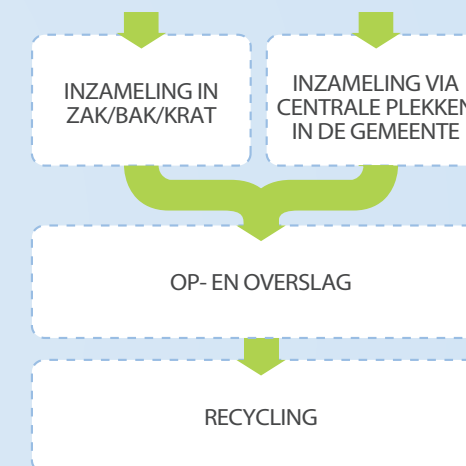 INZAMELING IN
ZAK/BAK/KRAT
INZAMELING VIA
CENTRALE PLEKKEN
IN DE GEMEENTE
OP- EN OVERSLAG
RECYCLING